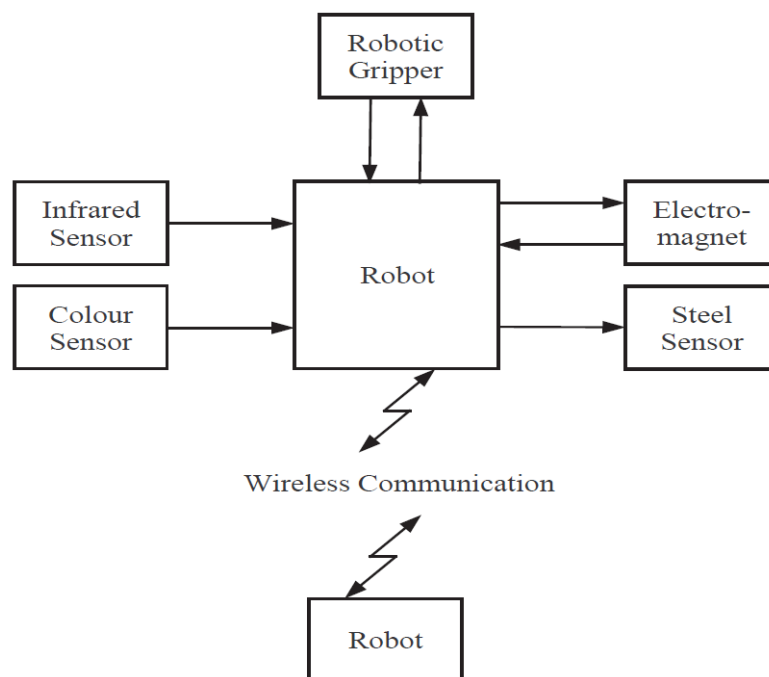 Robotic
Gripper
Infrared
Sensor
Electro-
magnet
Robot
Colour
Sensor
Steel
Sensor
Wireless Communication
Robot